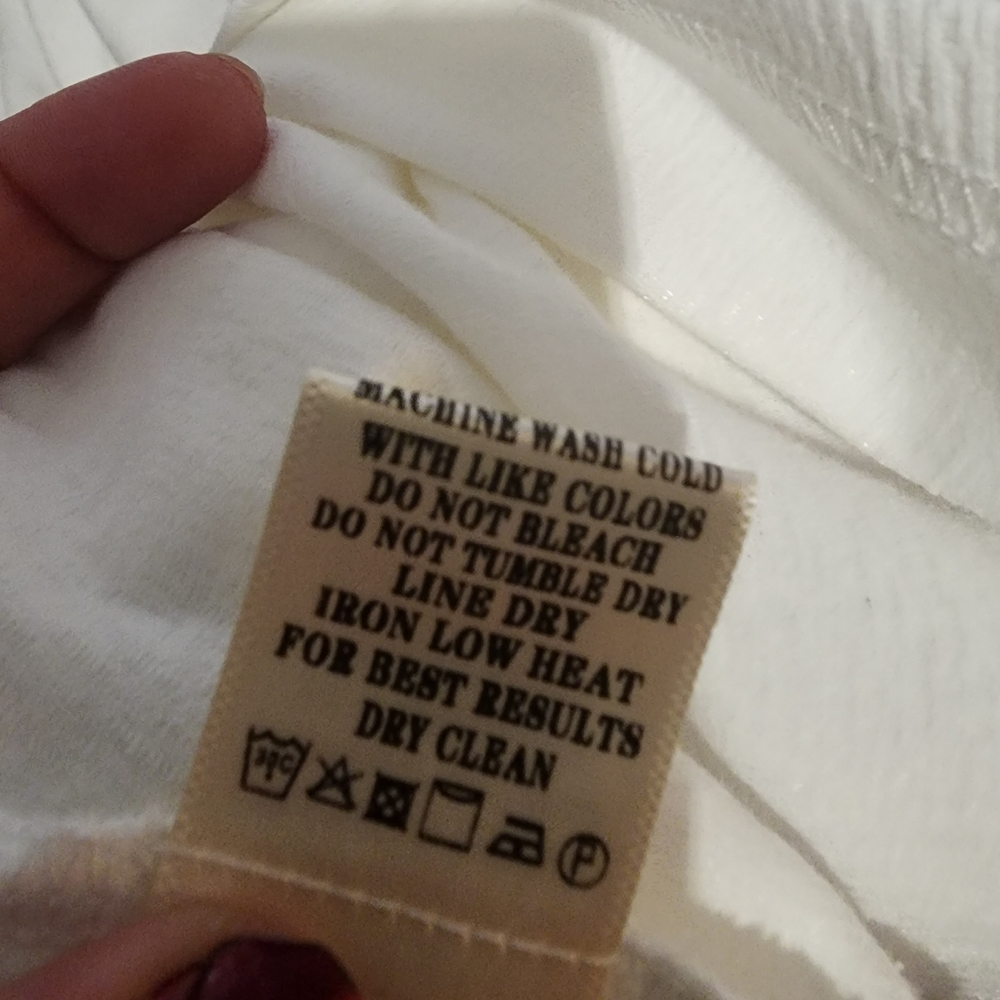 MACHINE WASH COLD
WITH LIKE COLORS
DO NOT BLEACH
DO NOT TUMBLE DRY
LINE DRY
IRON LOW HEAT
FOR BEST RESULTS
DRY CLEAN
P